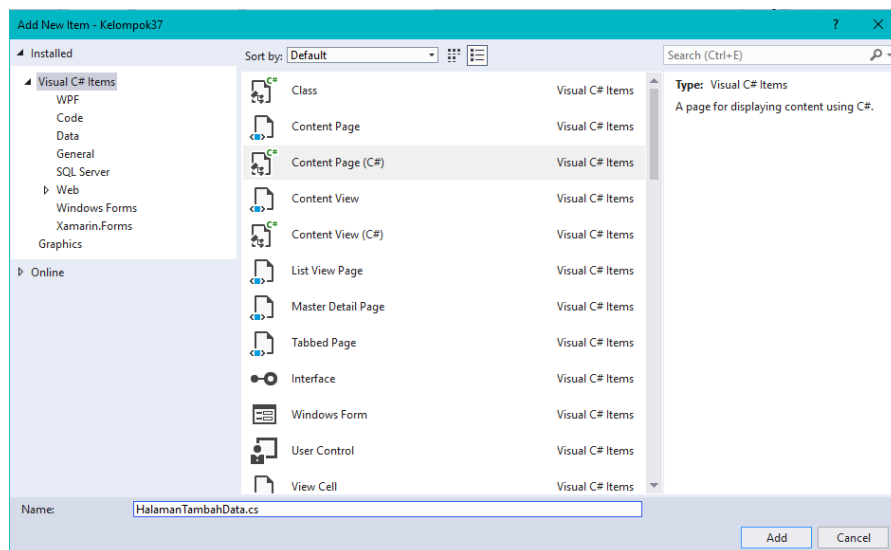 Add New Item - Kelompok37
? ×
Installed
Sort by: Default
Search (Ctrl+E)
Visual C# Items
WPF
Code
Data
General
SQL Server
Web
Windows Forms
Xamarin.Forms
Graphics
Online
C# Class Visual C# Items
Content Page Visual C# Items
C# Content Page (C#) Visual C# Items
Content View Visual C# Items
C# Content View (C#) Visual C# Items
List View Page Visual C# Items
Master Detail Page Visual C# Items
Tabbed Page Visual C# Items
Interface Visual C# Items
Windows Form Visual C# Items
User Control Visual C# Items
View Cell Visual C# Items
Type: Visual C# Items
A page for displaying content using C#.
Name: HalamanTambahData.cs
Add Cancel